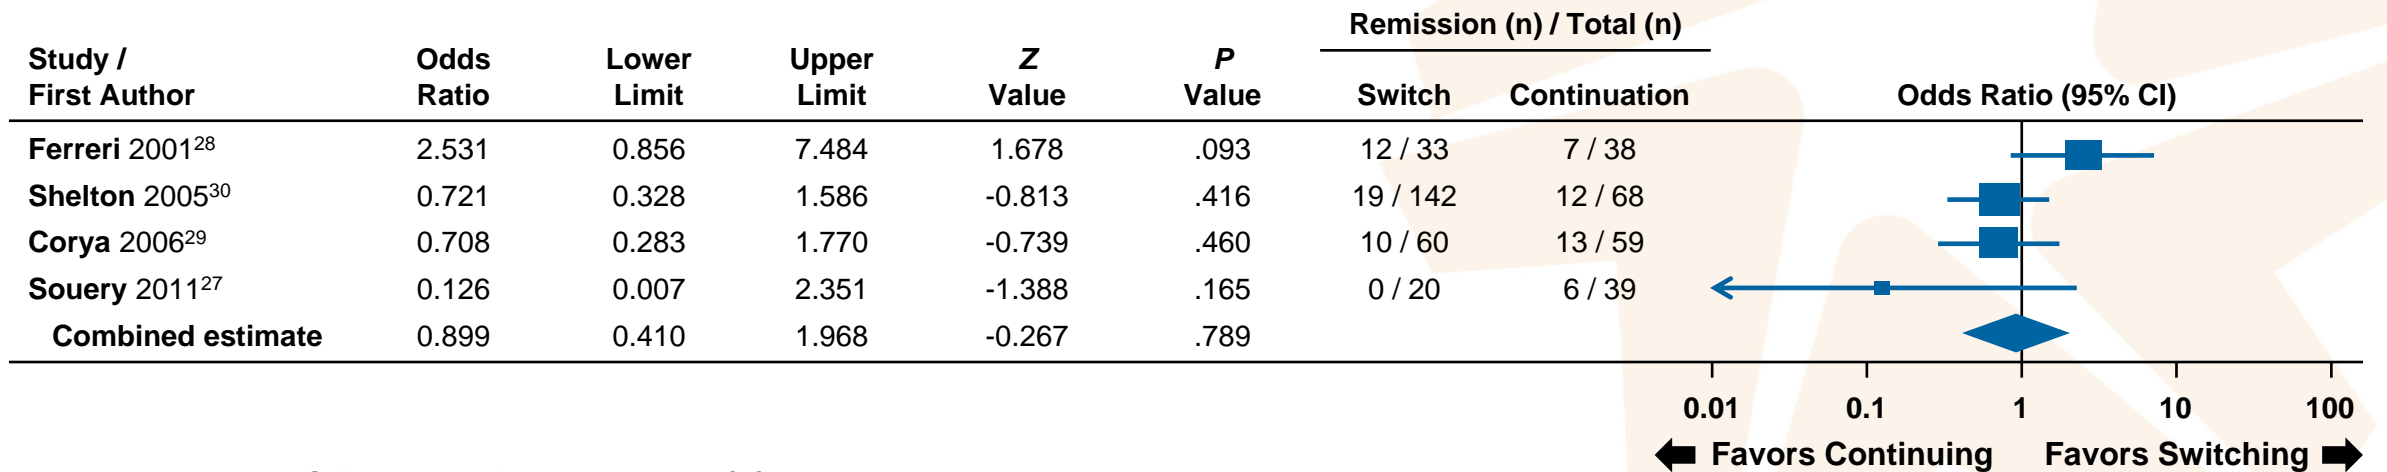 Remission (n) / Total (n)
Study / First Author Odds Ratio Lower Limit Upper Limit Z Value P Value Switch Continuation Odds Ratio (95% CI)
Ferreri 2001²⁸ 2.531 0.856 7.484 1.678 .093 12 / 33 7 / 38
Shelton 2005³⁰ 0.721 0.328 1.586 -0.813 .416 19 / 142 12 / 68
Corya 2006²⁹ 0.708 0.283 1.770 -0.739 .460 10 / 60 13 / 59
Souery 2011²⁷ 0.126 0.007 2.351 -1.388 .165 0 / 20 6 / 39
Combined estimate 0.899 0.410 1.968 -0.267 .789
0.01 0.1 1 10 100
Favors Continuing Favors Switching